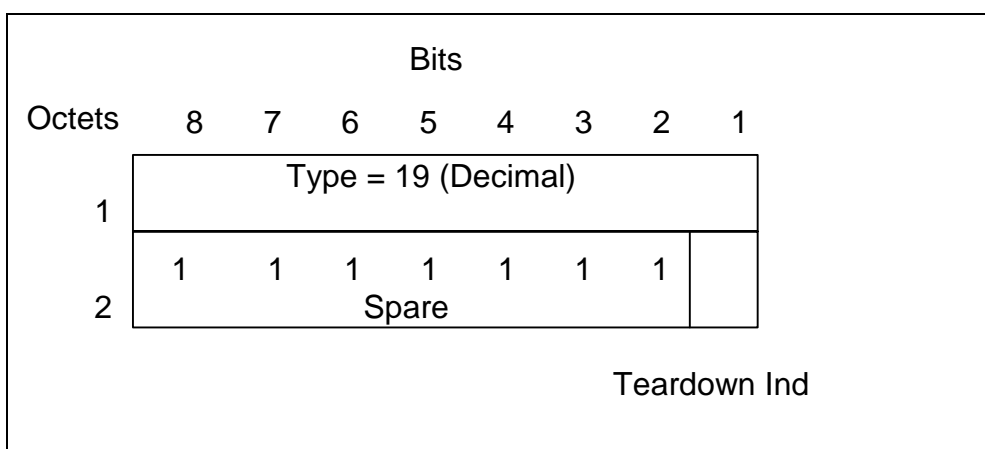 Bits
Octets 8 7 6 5 4 3 2 1
Type = 19 (Decimal)
1
1 1 1 1 1 1 1
2 Spare
Teardown Ind